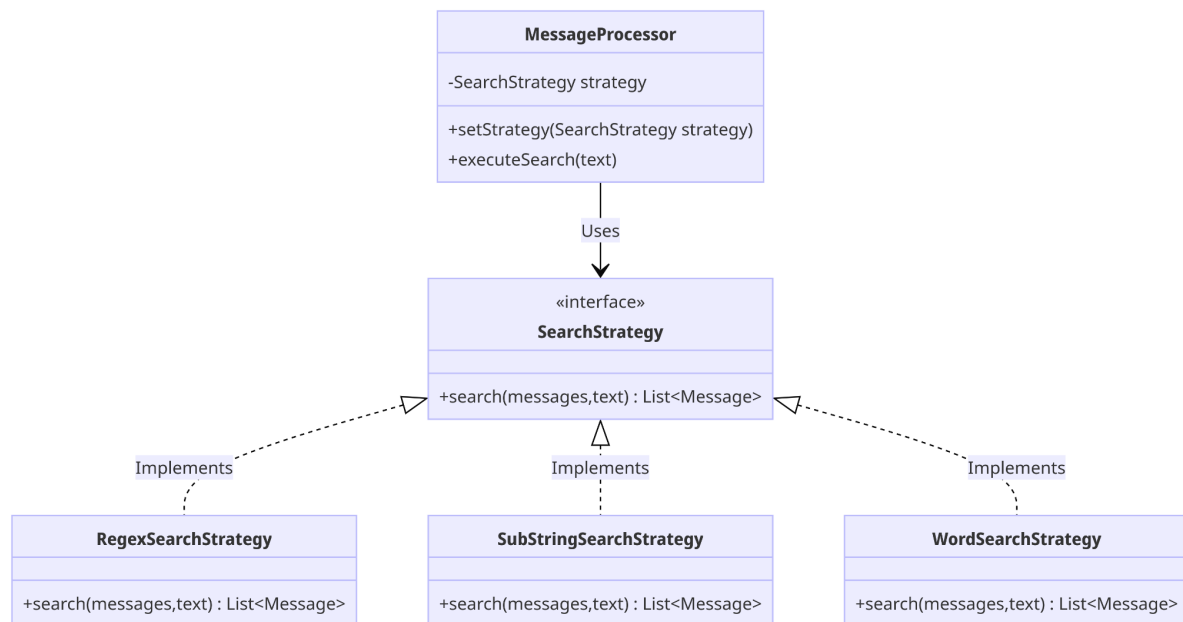 MessageProcessor
-SearchStrategy strategy
+setStrategy(SearchStrategy strategy)
+executeSearch(text)
Uses
«interface»
SearchStrategy
+search(messages,text) : List<Message>
Implements
Implements
Implements
RegexSearchStrategy
SubStringSearchStrategy
WordSearchStrategy
+search(messages,text) : List<Message>
+search(messages,text) : List<Message>
+search(messages,text) : List<Message>